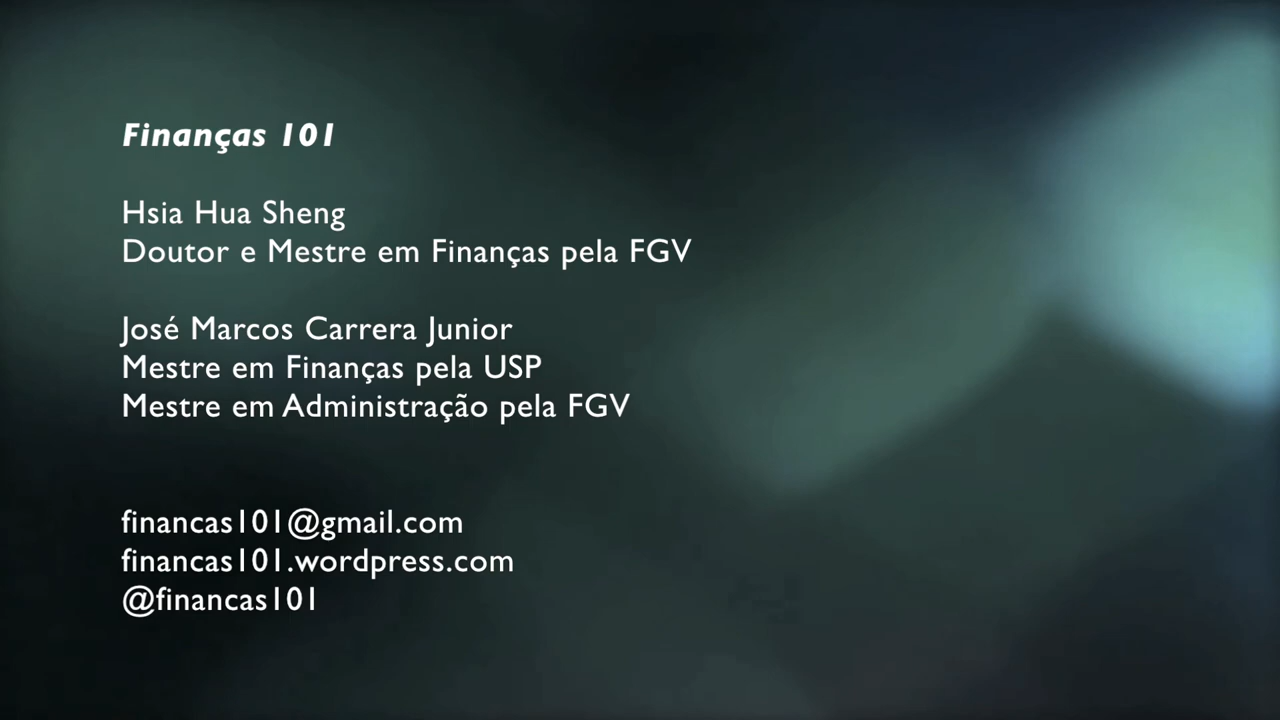 Finanças 101
Hsia Hua Sheng
Doutor e Mestre em Finanças pela FGV
José Marcos Carrera Junior
Mestre em Finanças pela USP
Mestre em Administração pela FGV
financas101@gmail.com
financas101.wordpress.com
@financas101